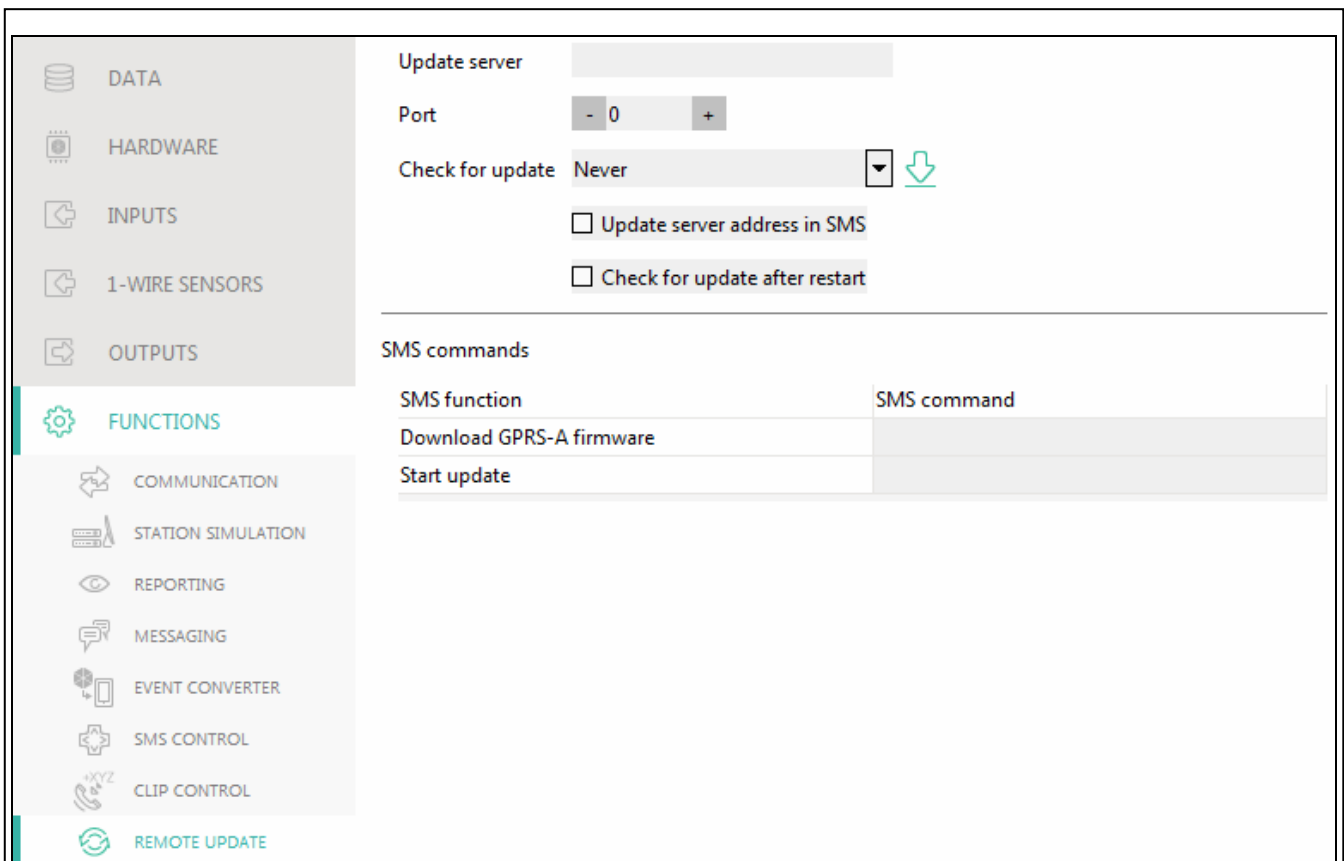 DATA
HARDWARE
INPUTS
1-WIRE SENSORS
OUTPUTS
FUNCTIONS
COMMUNICATION
STATION SIMULATION
REPORTING
MESSAGING
EVENT CONVERTER
SMS CONTROL
+XYZ
CLIP CONTROL
REMOTE UPDATE
Update server
Port - 0 +
Check for update Never
Update server address in SMS
Check for update after restart
SMS commands
SMS function SMS command
Download GPRS-A firmware
Start update